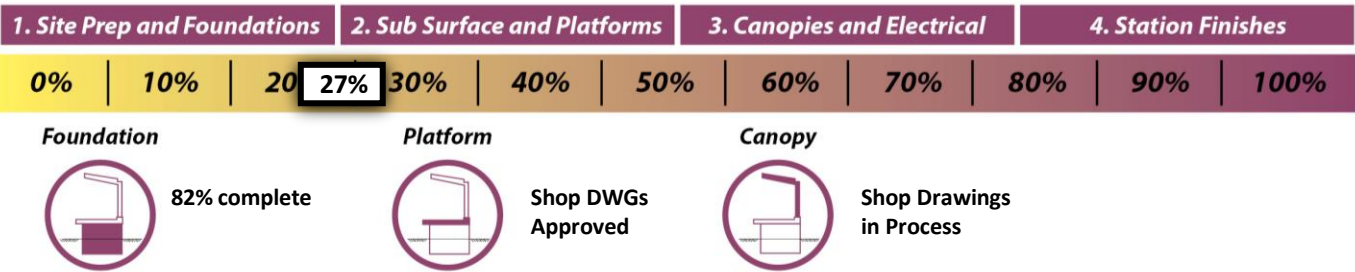 1. Site Prep and Foundations 2. Sub Surface and Platforms 3. Canopies and Electrical 4. Station Finishes
0% 10% 20 27% 30% 40% 50% 60% 70% 80% 90% 100%
Foundation Platform Canopy
82% complete Shop DWGs Shop Drawings
Approved in Process